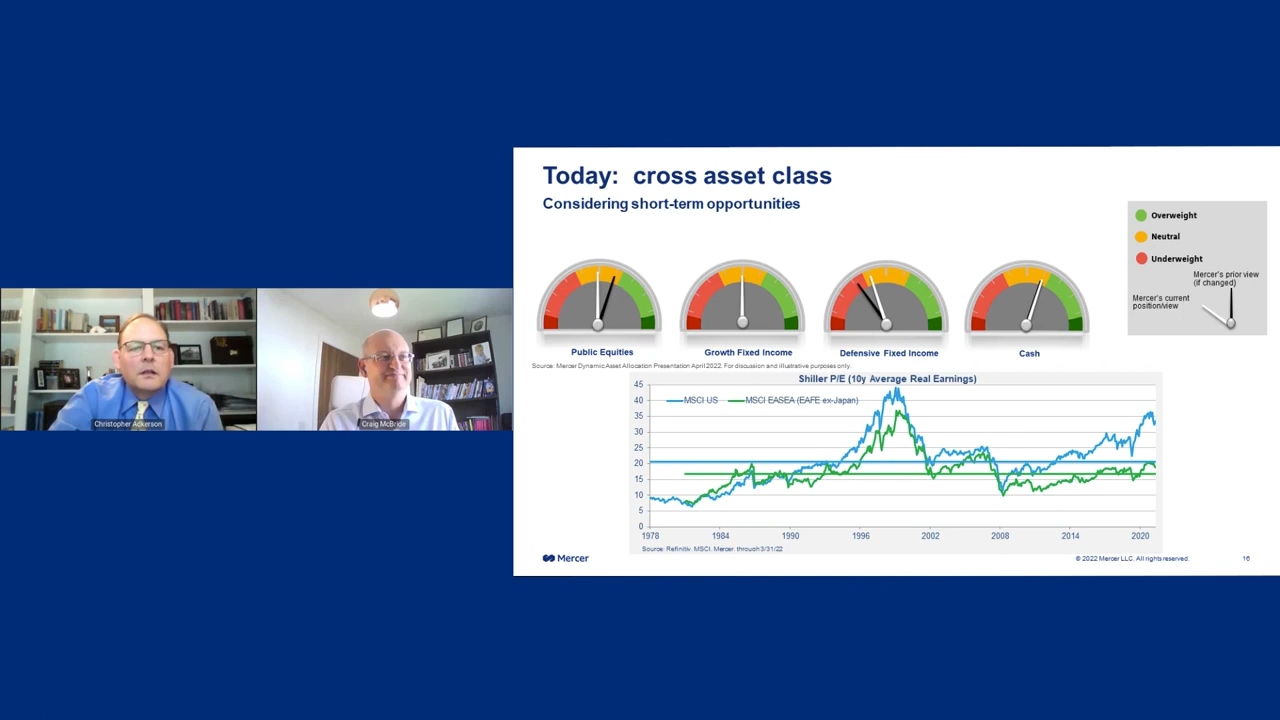 Today: cross asset class
Considering short-term opportunities
Overweight
Neutral
Underweight
Mercer's prior view
(if changed)
Mercer's current
position/view
Public Equities
Growth Fixed Income
Defensive Fixed Income
Cash
Source: Mercer Dynamic Asset Allocation Presentation April 2022. For discussion and illustrative purposes only.
Shiller P/E (10y Average Real Earnings)
MSCI US
MSCI EASEA (EAFE ex-Japan)
45
40
35
30
25
20
15
10
5
0
1978 1984 1990 1996 2002 2008 2014 2020
Source: Refinitiv, MSCI, Mercer, through 3/31/22
Mercer
© 2022 Mercer LLC. All rights reserved.
16
Christopher Ackerson
Craig McBride